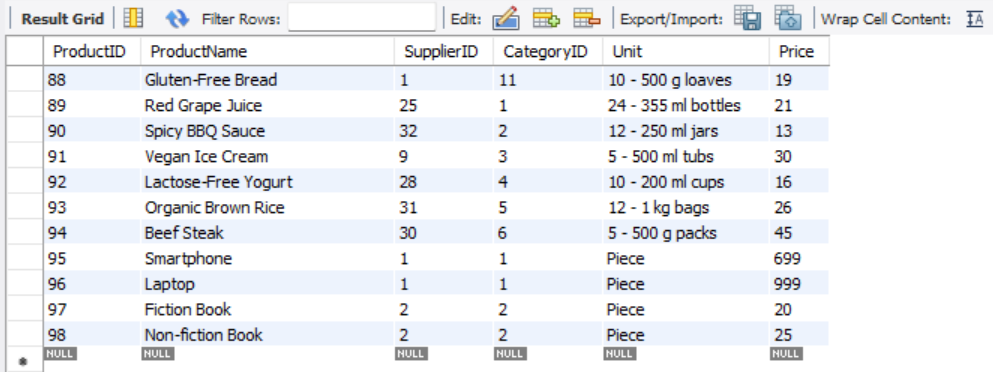 Result Grid Filter Rows: Edit: Export/Import: Wrap Cell Content: IA
ProductID ProductName SupplierID CategoryID Unit Price
88 Gluten-Free Bread 1 11 10 - 500 g loaves 19
89 Red Grape Juice 25 1 24 - 355 ml bottles 21
90 Spicy BBQ Sauce 32 2 12 - 250 ml jars 13
91 Vegan Ice Cream 9 3 5 - 500 ml tubs 30
92 Lactose-Free Yogurt 28 4 10 - 200 ml cups 16
93 Organic Brown Rice 31 5 12 - 1 kg bags 26
94 Beef Steak 30 6 5 - 500 g packs 45
95 Smartphone 1 1 Piece 699
96 Laptop 1 1 Piece 999
97 Fiction Book 2 2 Piece 20
98 Non-fiction Book 2 2 Piece 25
NULL NULL NULL NULL NULL NULL